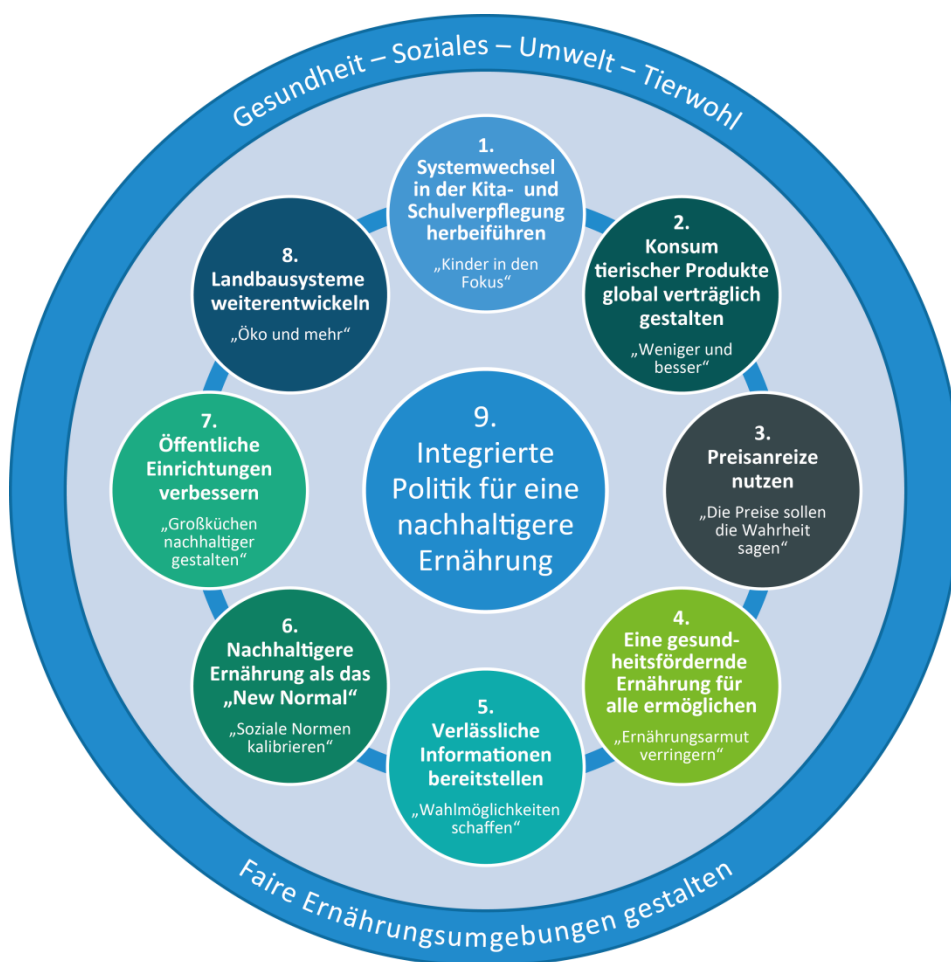 Gesundheit – Soziales – Umwelt – Tierwohl
1.
Systemwechsel
in der Kita- und
Schulverpflegung
herbeiführen
„Kinder in den
Fokus“
2.
Konsum
tierischer Produkte
global verträglich
gestalten
„Weniger und
besser“
3.
Preisanreize
nutzen
„Die Preise sollen
die Wahrheit
sagen“
4.
Eine gesund-
heitsfördernde
Ernährung für
alle ermöglichen
„Ernährungsarmut
verringern“
5.
Verlässliche
Informationen
bereitstellen
„Wahlmöglichkeiten
schaffen“
6.
Nachhaltigere
Ernährung als das
„New Normal“
„Soziale Normen
kalibrieren“
7.
Öffentliche
Einrichtungen
verbessern
„Großküchen
nachhaltiger
gestalten“
8.
Landbausysteme
weiterentwickeln
„Öko und mehr“
9.
Integrierte
Politik für eine
nachhaltigere
Ernährung
Faire Ernährungsumgebungen gestalten